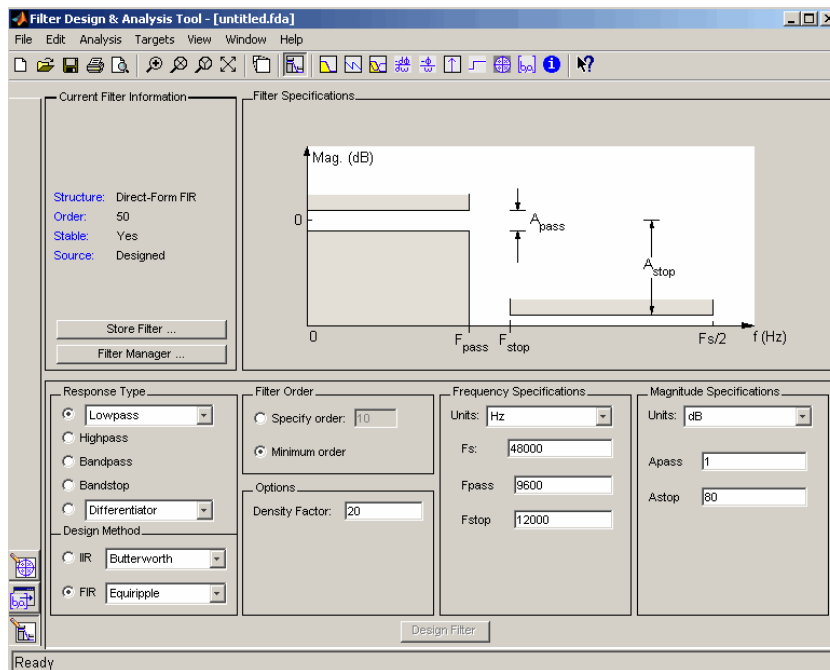 Filter Design & Analysis Tool - [untitled.fda]
File Edit Analysis Targets View Window Help
Current Filter Information
Structure: Direct-Form FIR
Order: 50
Stable: Yes
Source: Designed
Store Filter ...
Filter Manager ...
Filter Specifications
Mag. (dB)
0
Apass
Astop
0 Fpass Fstop Fs/2 f (Hz)
Response Type
Lowpass
Highpass
Bandpass
Bandstop
Differentiator
Design Method
IIR Butterworth
FIR Equiripple
Filter Order
Specify order: 10
Minimum order
Options
Density Factor: 20
Frequency Specifications
Units: Hz
Fs: 48000
Fpass 9600
Fstop 12000
Magnitude Specifications
Units: dB
Apass 1
Astop 80
Design Filter
Ready